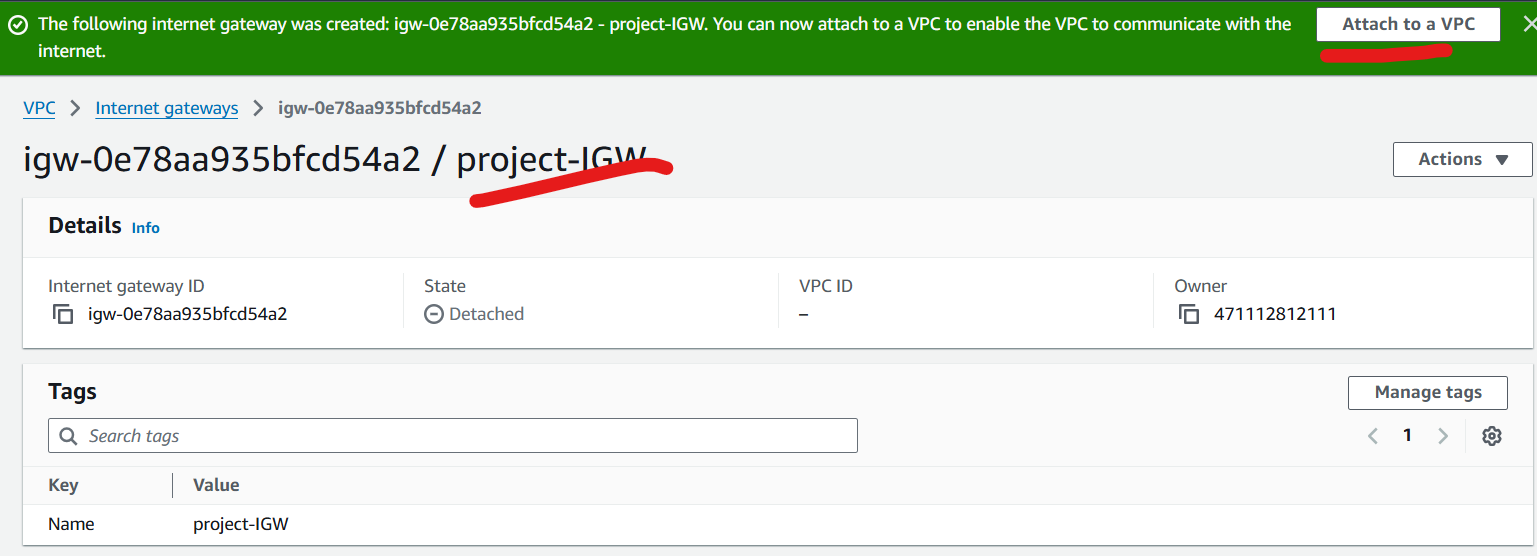 The following internet gateway was created: igw-0e78aa935bfcd54a2 - project-IGW. You can now attach to a VPC to enable the VPC to communicate with the
internet.
Attach to a VPC
VPC > Internet gateways > igw-0e78aa935bfcd54a2
igw-0e78aa935bfcd54a2 / project-IGW
Actions
Details Info
Internet gateway ID
igw-0e78aa935bfcd54a2
State
Detached
VPC ID
–
Owner
471112812111
Tags
Manage tags
Search tags
1
Key Value
Name project-IGW